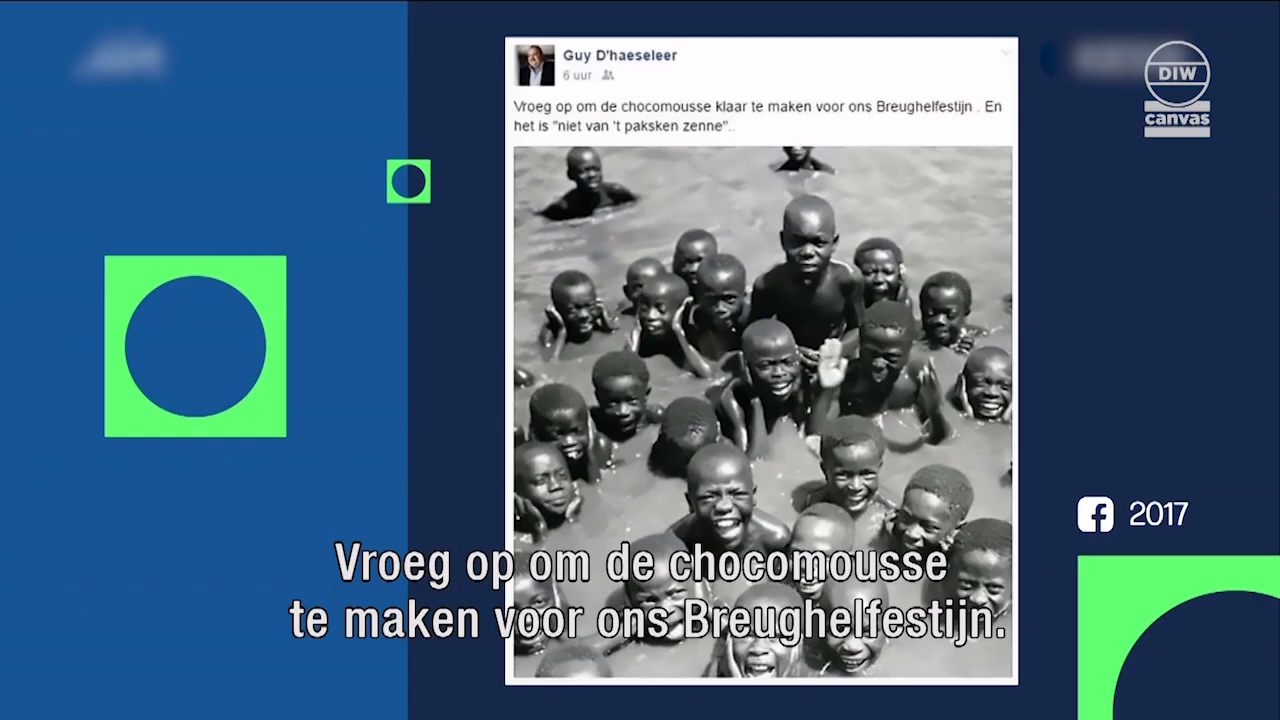 Guy D'haeseleer
6 uur
Vroeg op om de chocomousse klaar te maken voor ons Breughelfestijn . En
het is "niet van 't paksken zenne"..
DIW
canvas
2017
Vroeg op om de chocomousse
te maken voor ons Breughelfestijn.